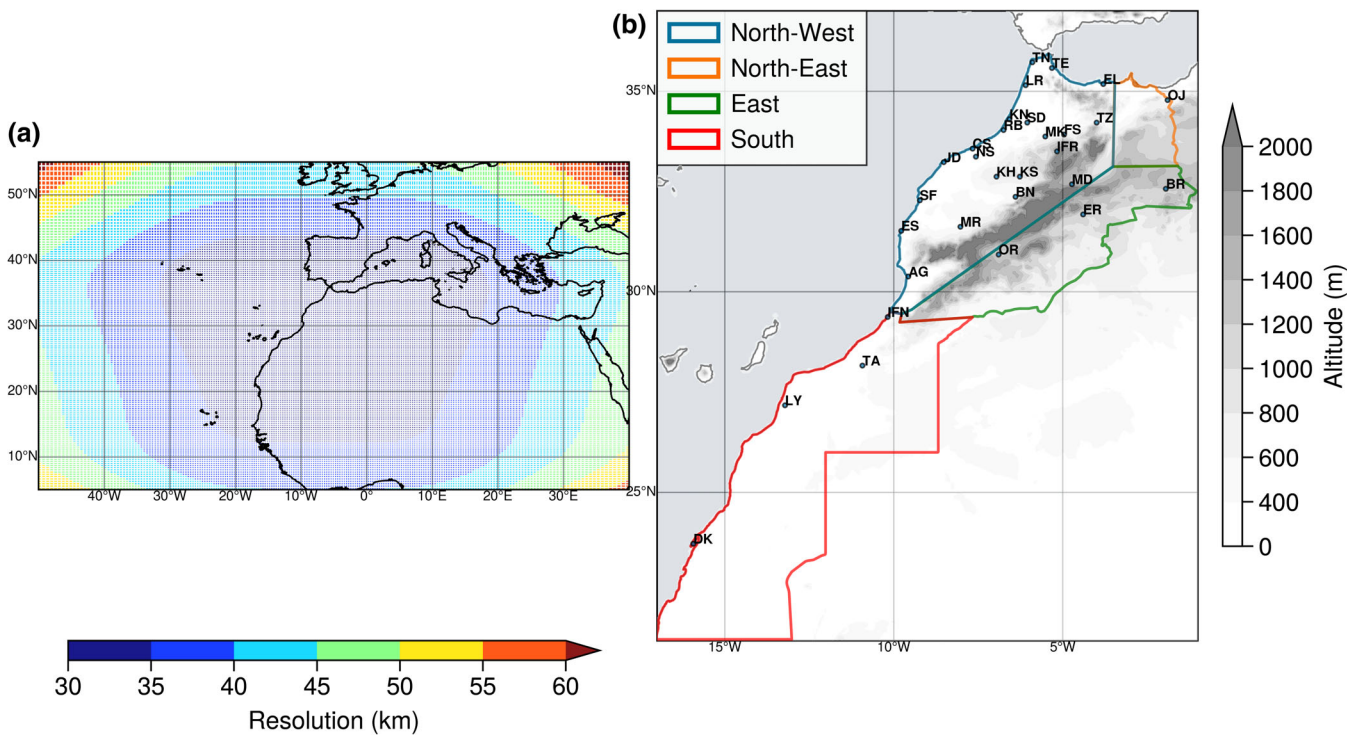 (a)
50°N
40°N
30°N
20°N
10°N
40°W
30°W
20°W
10°W
0°
10°E
20°E
30°E
30
35
40
45
50
55
60
Resolution (km)
(b)
North-West
North-East
East
South
TN
TE
LR
EL
OJ
KN
SD
RB
TZ
MK
FS
CS
NS
IFR
JD
KH
KS
MD
BR
SF
BN
ER
ES
MR
OR
AG
IFN
TA
LY
DK
35°N
30°N
25°N
15°W
10°W
5°W
2000
1800
1600
1400
1200
1000
800
600
400
0
Altitude (m)